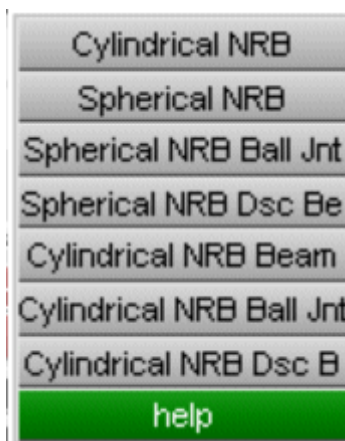 Cylindrical NRB
Spherical NRB
Spherical NRB Ball Jnt
Spherical NRB Dsc Be
Cylindrical NRB Beam
Cylindrical NRB Ball Jnt
Cylindrical NRB Dsc B
help